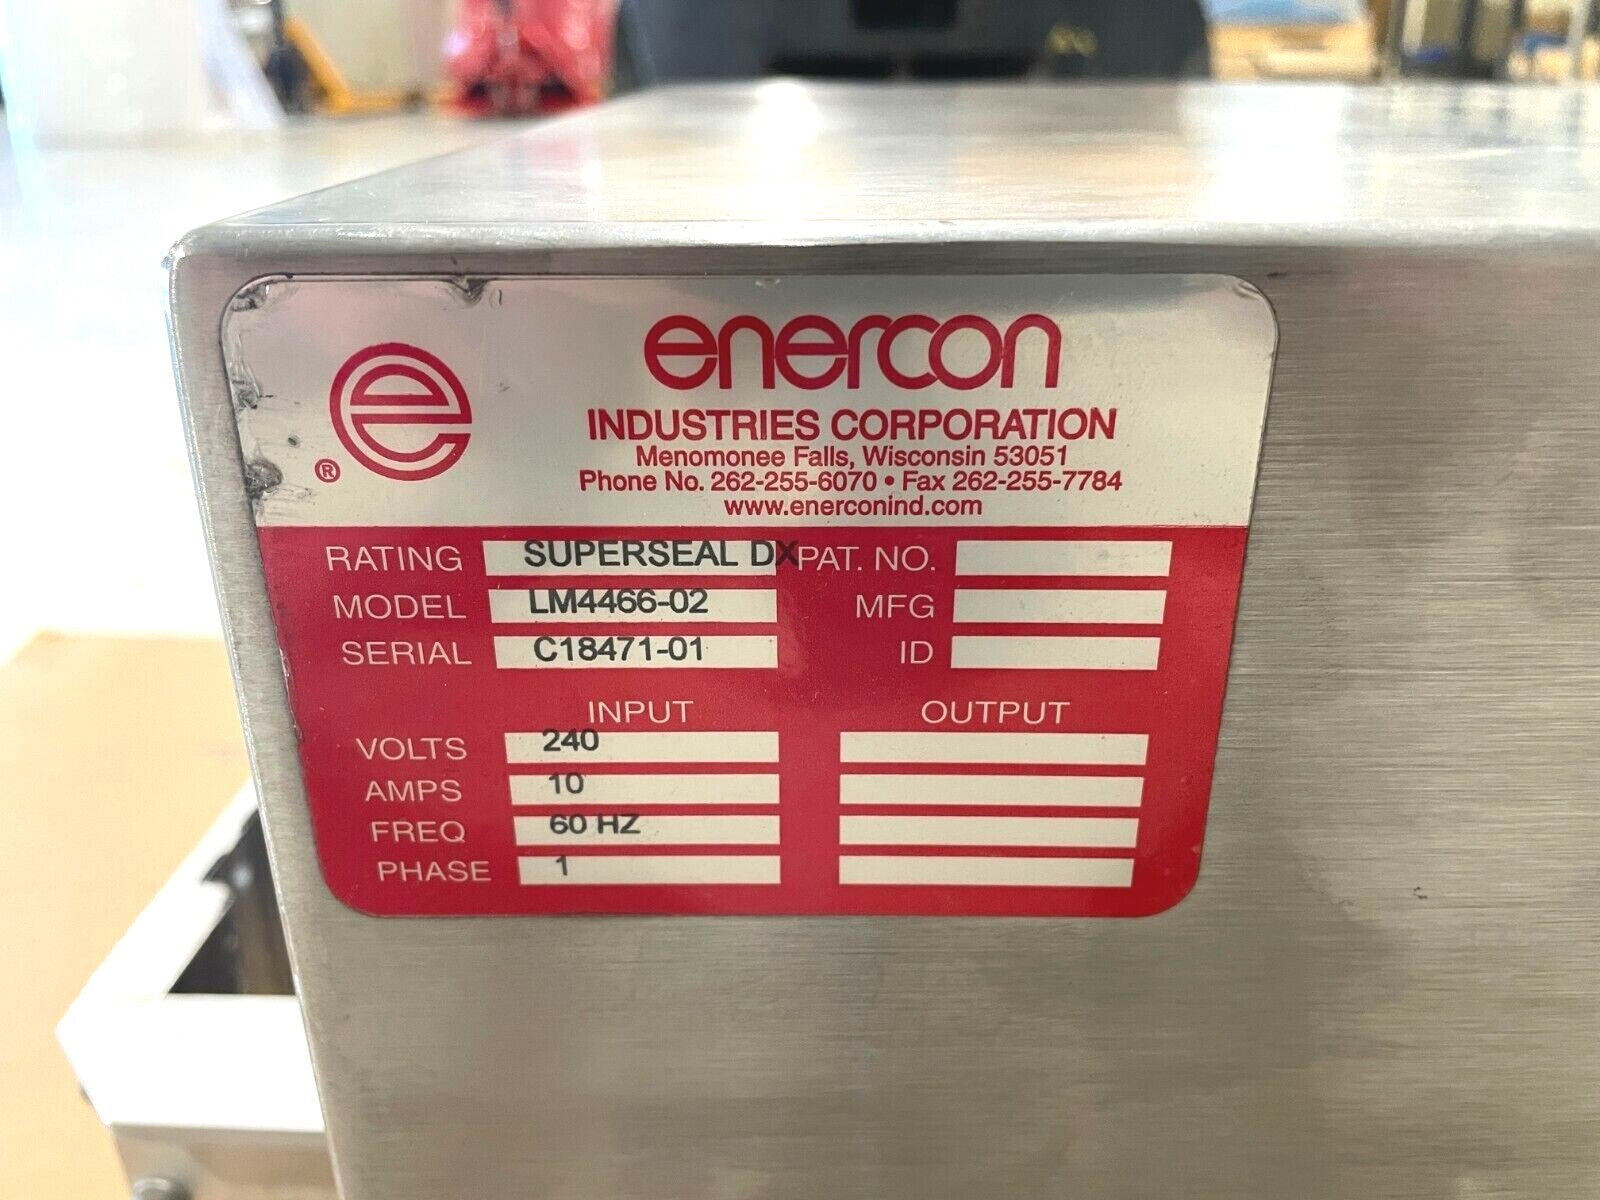 enercon
INDUSTRIES CORPORATION
Menomonee Falls, Wisconsin 53051
Phone No. 262-255-6070 • Fax 262-255-7784
www.enerconind.com
e ®
RATING SUPERSEAL DX PAT. NO.
MODEL LM4466-02 MFG
SERIAL C18471-01 ID
INPUT OUTPUT
VOLTS 240
AMPS 10
FREQ 60 HZ
PHASE 1